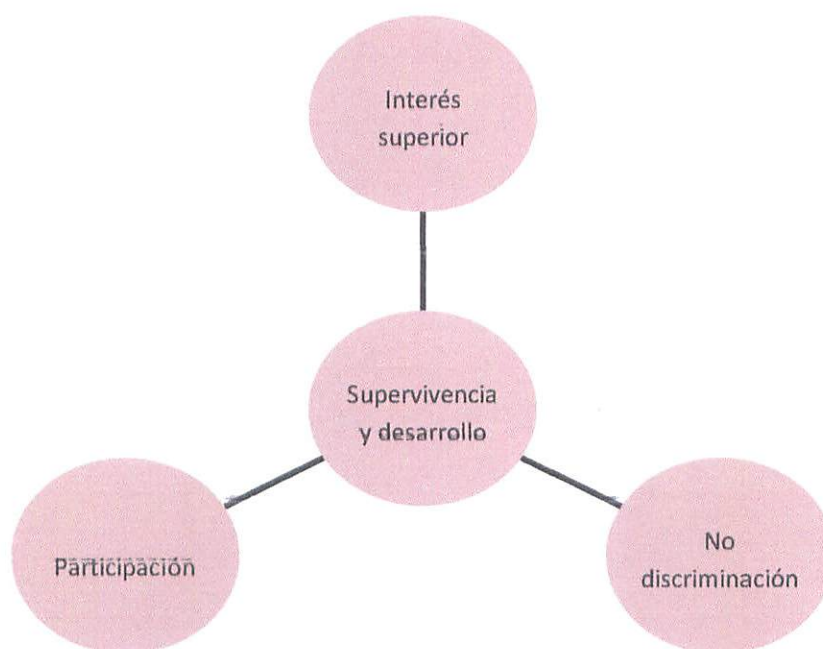 Interés
superior
Supervivencia
y desarrollo
Participación
No
discriminación